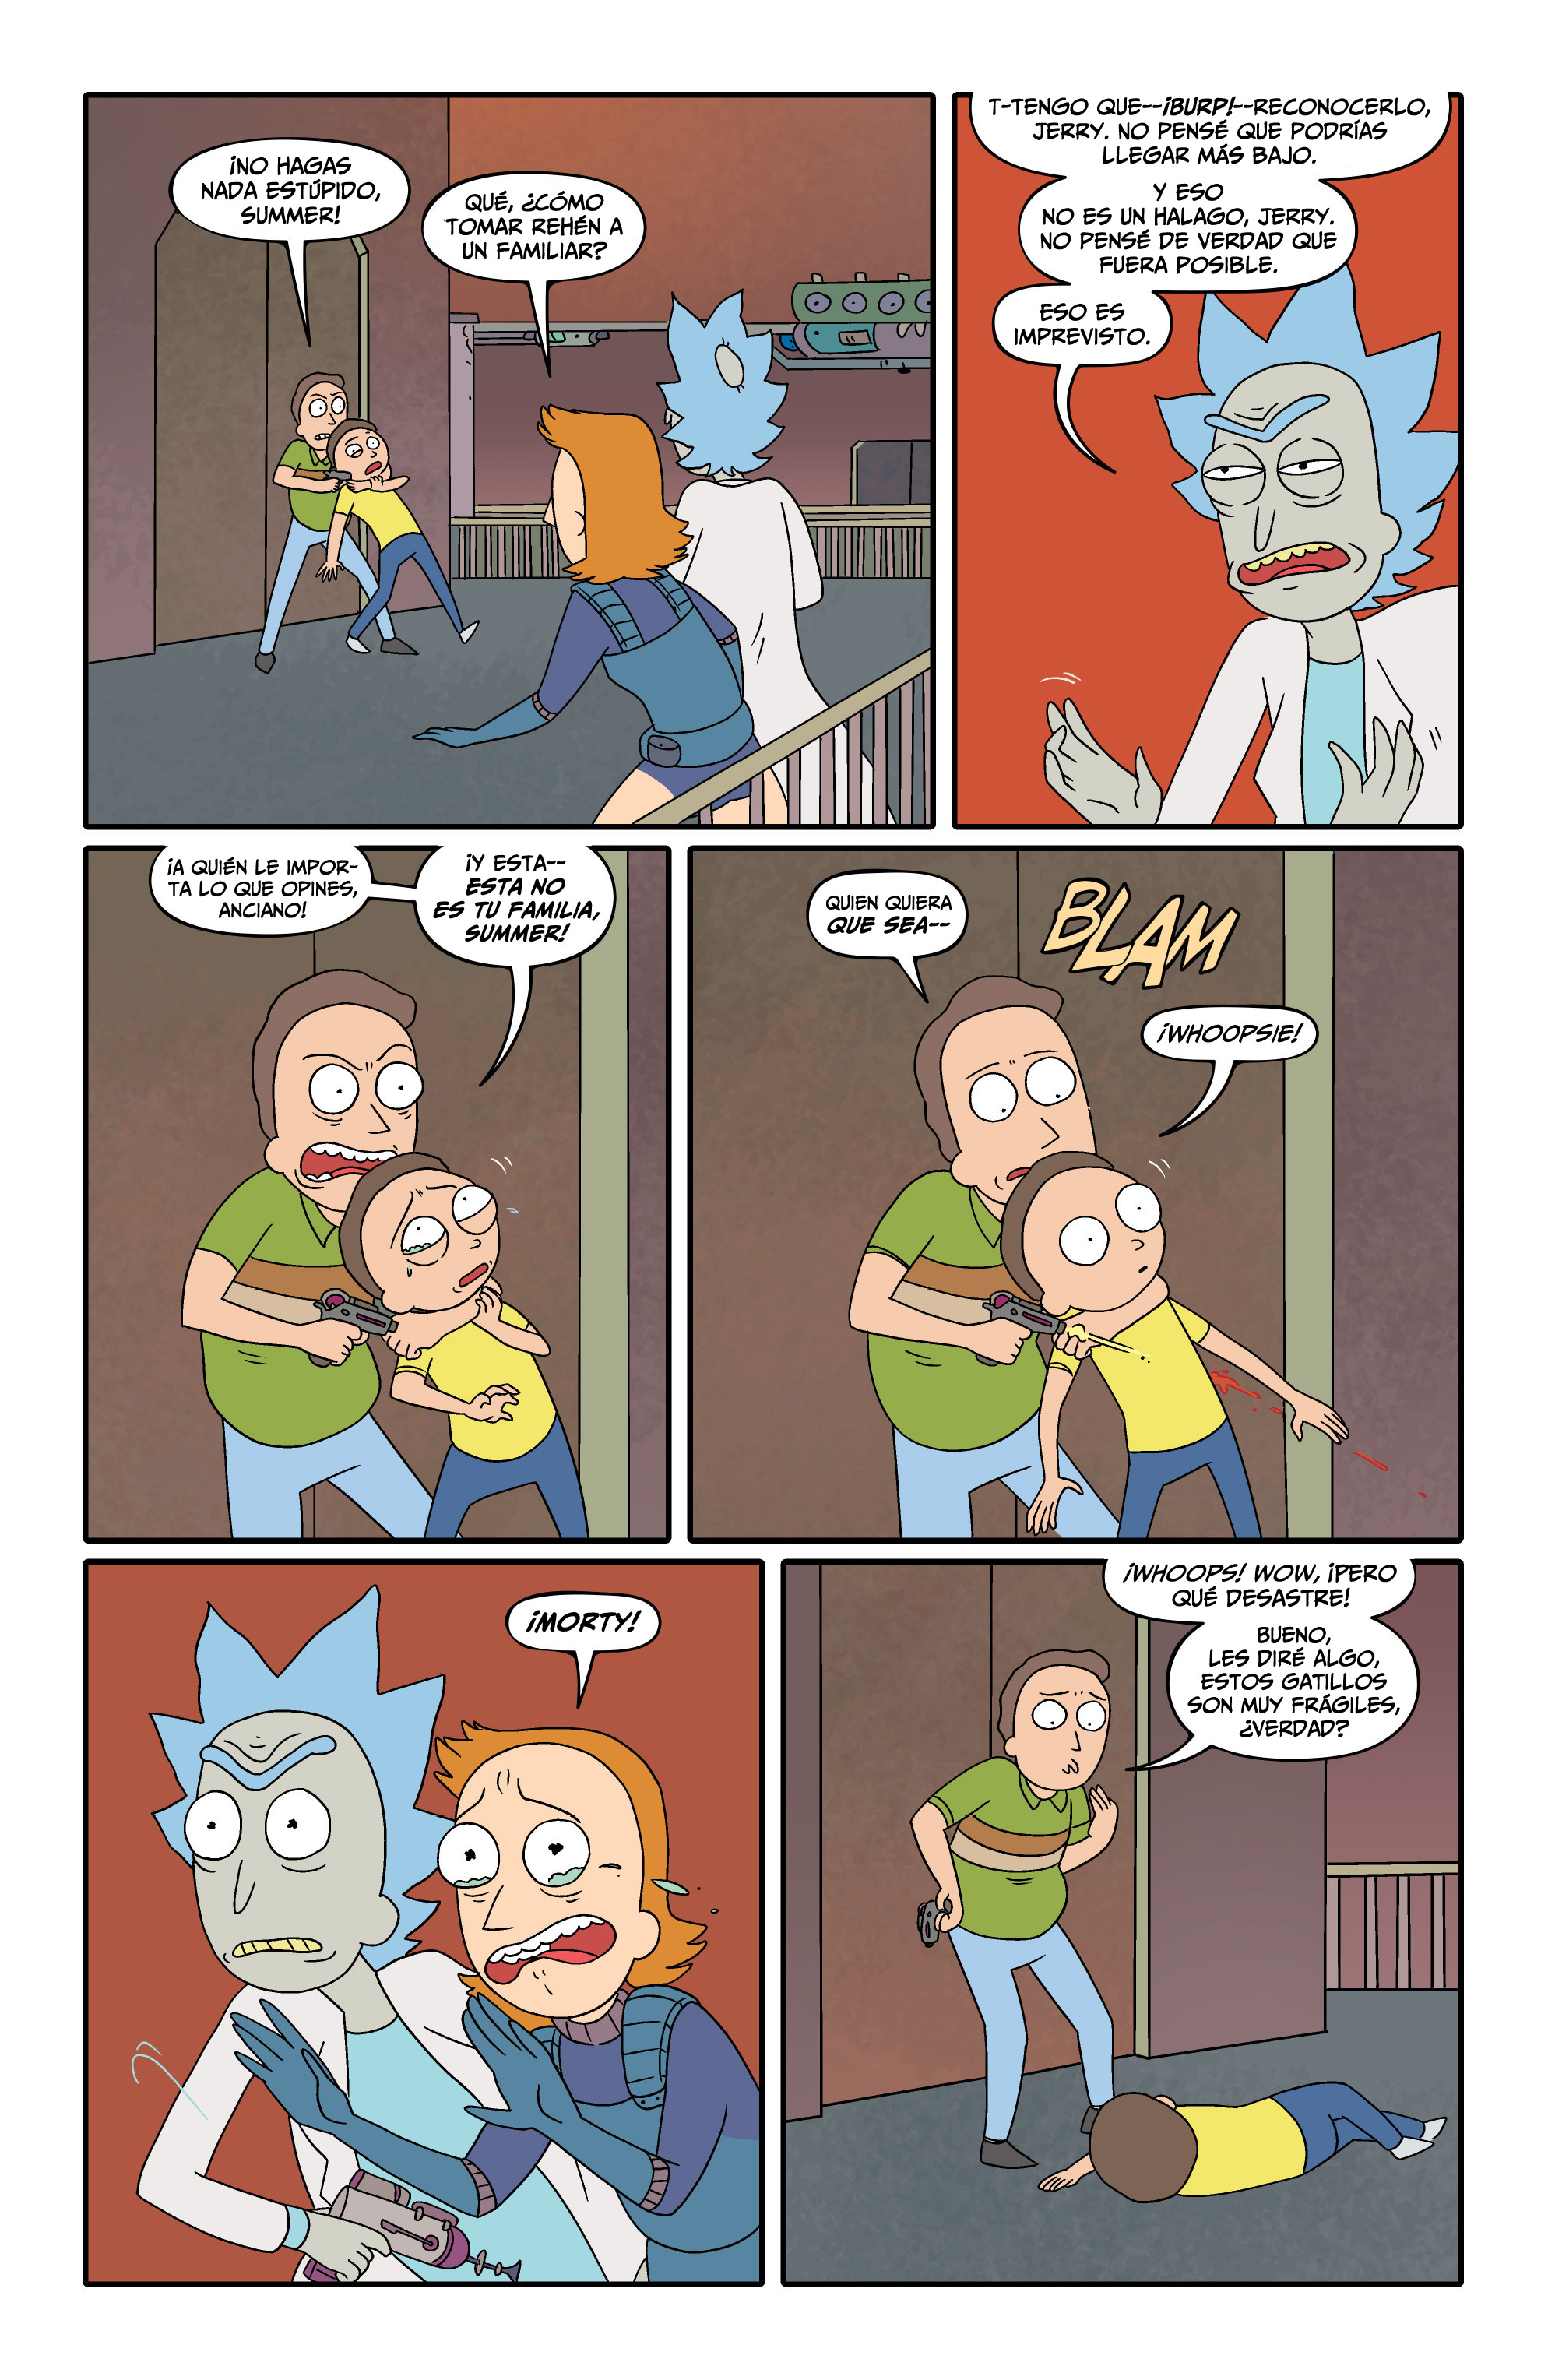 ¡NO HAGAS
NADA ESTÚPIDO,
SUMMER!
QUÉ, ¿CÓMO
TOMAR REHÉN A
UN FAMILIAR?
T-TENGO QUE--¡BURP!--RECONOCERLO,
JERRY. NO PENSÉ QUE PODRÍAS
LLEGAR MÁS BAJO.
Y ESO
NO ES UN HALAGO, JERRY.
NO PENSÉ DE VERDAD QUE
FUERA POSIBLE.
ESO ES
IMPREVISTO.
¡A QUIÉN LE IMPOR-
TA LO QUE OPINES,
ANCIANO!
¡Y ESTA--
ESTA NO
ES TU FAMILIA,
SUMMER!
QUIEN QUIERA
QUE SEA--
BLAM
¡WHOOPSIE!
¡MORTY!
¡WHOOPS! WOW, ¡PERO
QUÉ DESASTRE!
BUENO,
LES DIRÉ ALGO,
ESTOS GATILLOS
SON MUY FRÁGILES,
¿VERDAD?